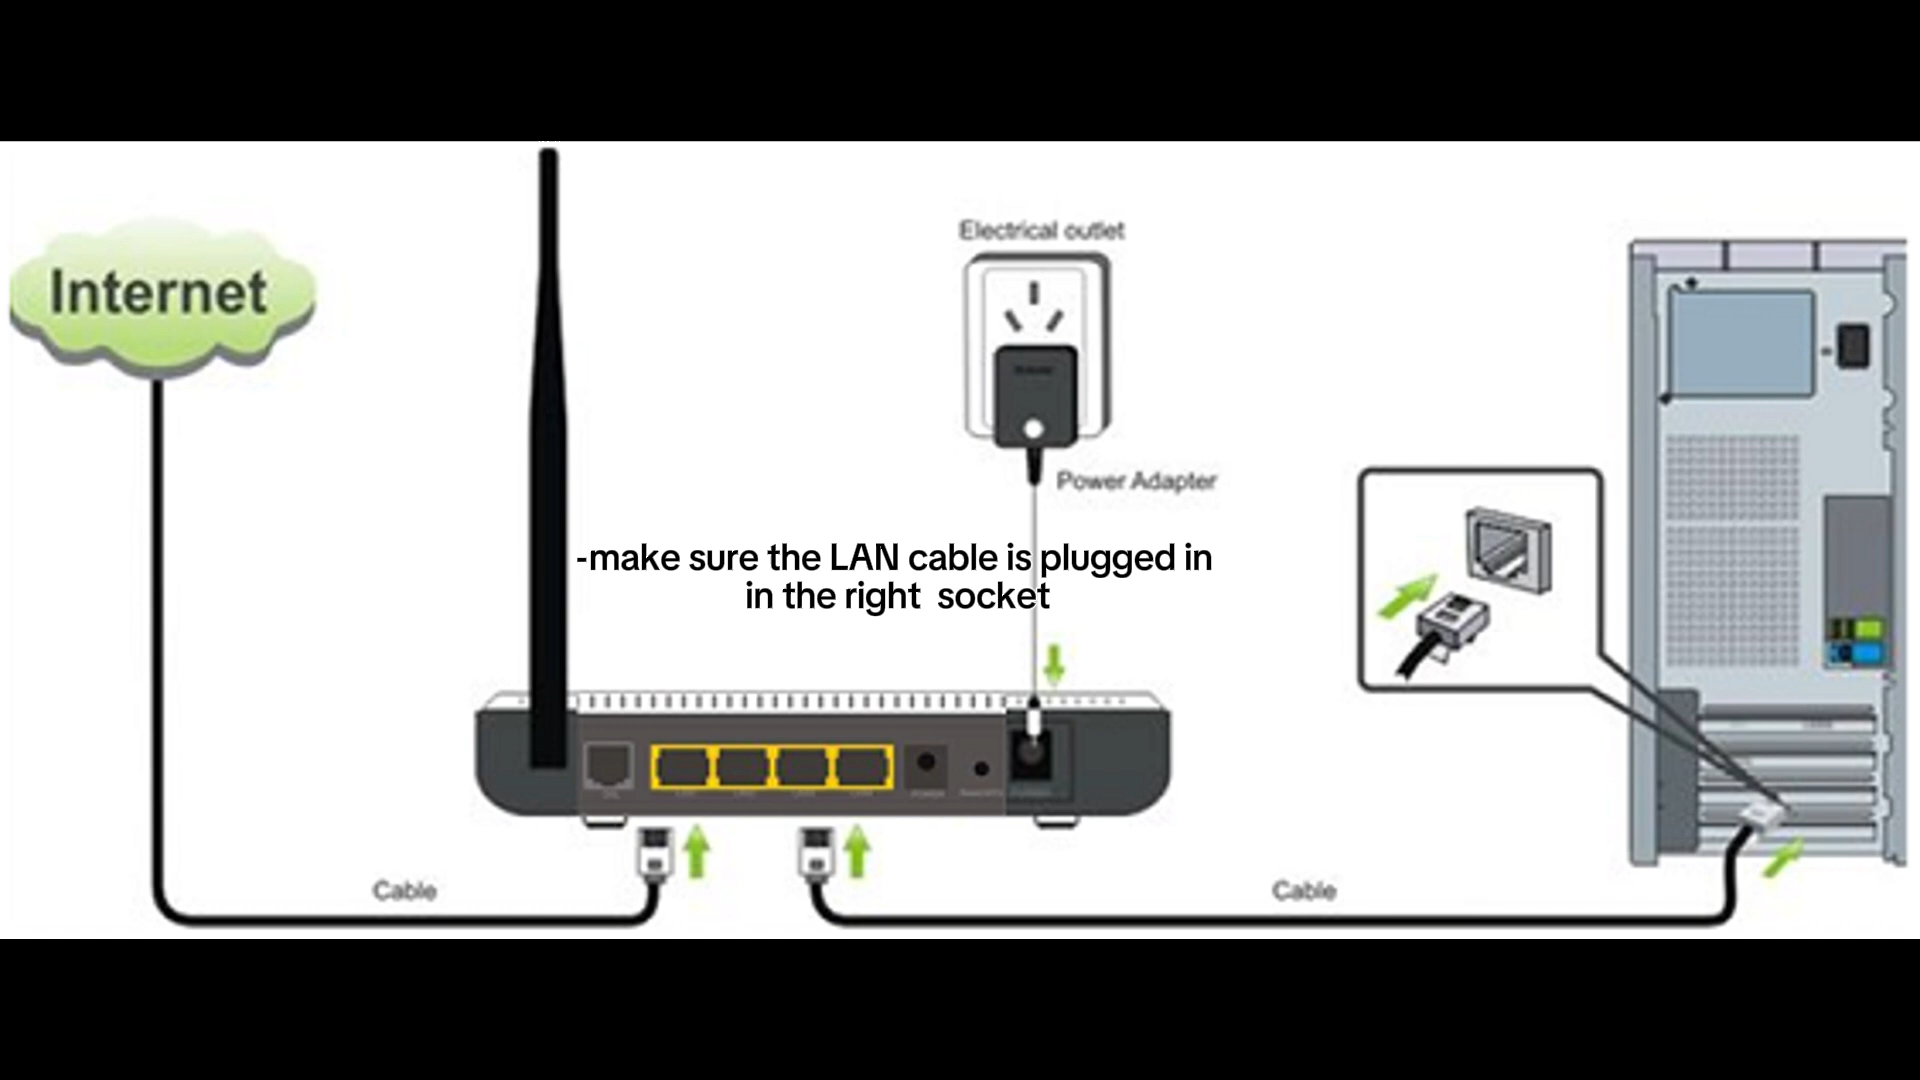 Electrical outlet
Internet
Power Adapter
-make sure the LAN cable is plugged in
in the right  socket
Cable
Cable